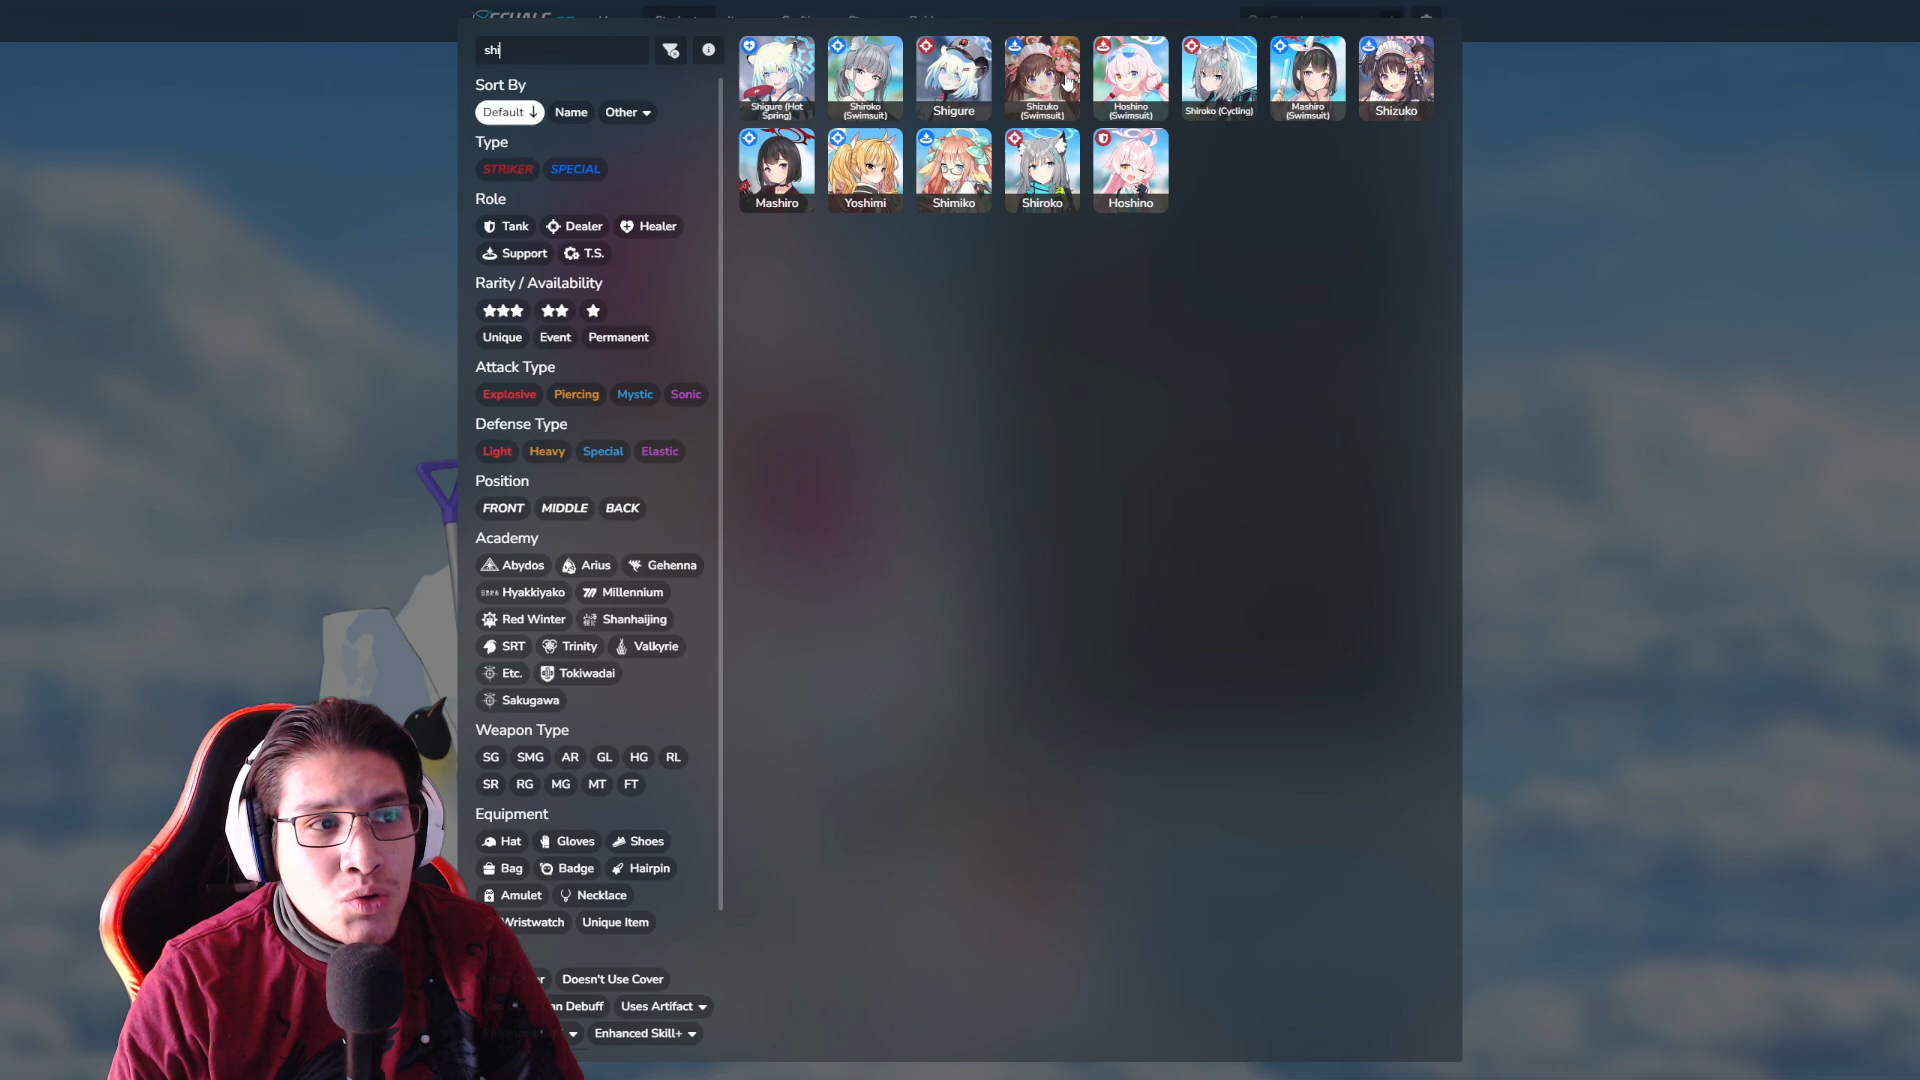 shi
Sort By
Default
Name
Other
Type
STRIKER
SPECIAL
Role
Tank
Dealer
Healer
Support
T.S.
Rarity / Availability
Unique
Event
Permanent
Attack Type
Explosive
Piercing
Mystic
Sonic
Defense Type
Light
Heavy
Special
Elastic
Position
FRONT
MIDDLE
BACK
Academy
Abydos
Arius
Gehenna
Hyakkiyako
Millennium
Red Winter
Shanhaijing
SRT
Trinity
Valkyrie
Etc.
Tokiwadai
Sakugawa
Weapon Type
SG
SMG
AR
GL
HG
RL
SR
RG
MG
MT
FT
Equipment
Hat
Gloves
Shoes
Bag
Badge
Hairpin
Amulet
Necklace
Wristwatch
Unique Item
Doesn't Use Cover
Debuff
Uses Artifact
Enhanced Skill+
Shigure (Hot
Spring)
Shiroko
(Swimsuit)
Shigure
Shizuko
(Swimsuit)
Hoshino
(Swimsuit)
Shiroko (Cycling)
Mashiro
(Swimsuit)
Shizuko
Mashiro
Yoshimi
Shimiko
Shiroko
Hoshino